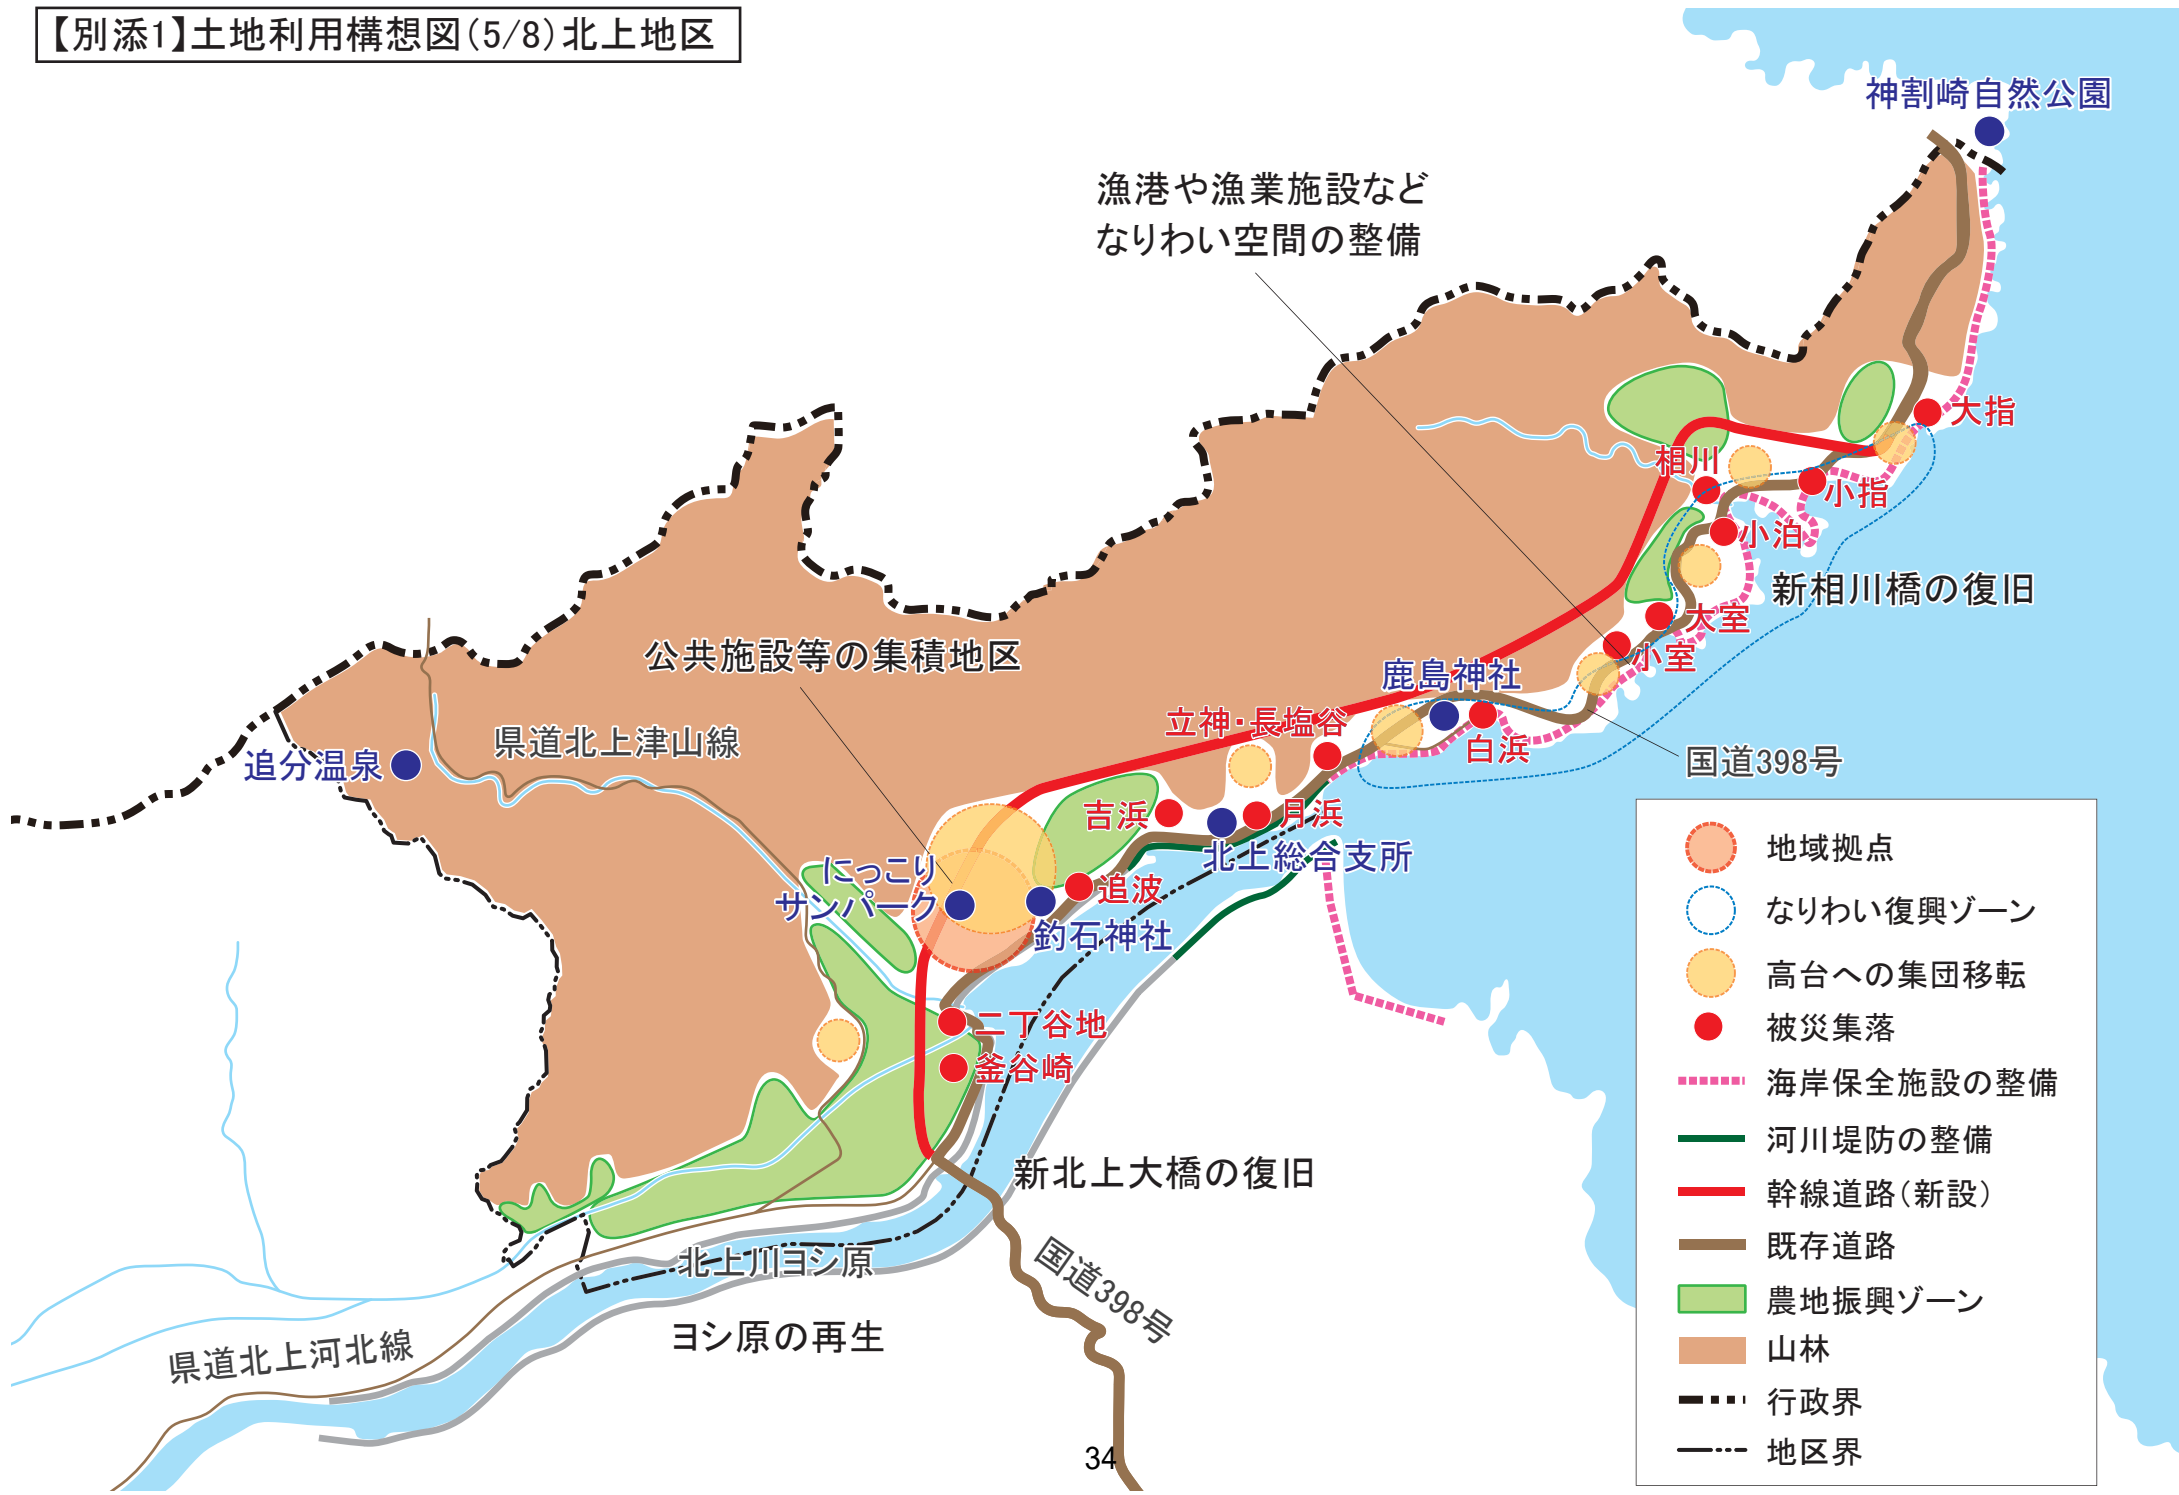 【別添1】土地利用構想図(5/8)北上地区
神割崎自然公園
漁港や漁業施設など
なりわい空間の整備
大指
相川
小指
小泊
新相川橋の復旧
大室
小室
公共施設等の集積地区
鹿島神社
立神・長塩谷
白浜
国道398号
県道北上津山線
追分温泉
吉浜
月浜
北上総合支所
にっこり
サンパーク
追波
釣石神社
二丁谷地
釜谷崎
新北上大橋の復旧
北上川ヨシ原
国道398号
ヨシ原の再生
県道北上河北線
地域拠点
なりわい復興ゾーン
高台への集団移転
被災集落
海岸保全施設の整備
河川堤防の整備
幹線道路(新設)
既存道路
農地振興ゾーン
山林
行政界
地区界
34